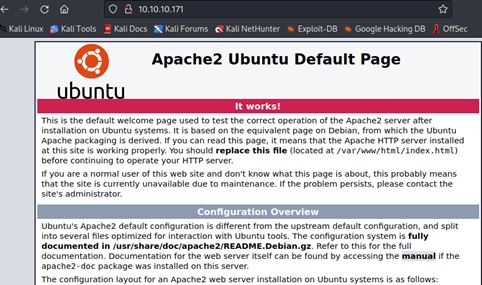 10.10.10.171
Kali Linux Kali Tools Kali Docs Kali Forums Kali NetHunter Exploit-DB Google Hacking DB OffSec
ubuntu
Apache2 Ubuntu Default Page
It works!
This is the default welcome page used to test the correct operation of the Apache2 server after
installation on Ubuntu systems. It is based on the equivalent page on Debian, from which the Ubuntu
Apache packaging is derived. If you can read this page, it means that the Apache HTTP server installed
at this site is working properly. You should replace this file (located at /var/www/html/index.html)
before continuing to operate your HTTP server.
If you are a normal user of this web site and don't know what this page is about, this probably means
that the site is currently unavailable due to maintenance. If the problem persists, please contact the
site's administrator.
Configuration Overview
Ubuntu's Apache2 default configuration is different from the upstream default configuration, and split
into several files optimized for interaction with Ubuntu tools. The configuration system is fully
documented in /usr/share/doc/apache2/README.Debian.gz. Refer to this for the full
documentation. Documentation for the web server itself can be found by accessing the manual if the
apache2-doc package was installed on this server.
The configuration layout for an Apache2 web server installation on Ubuntu systems is as follows: